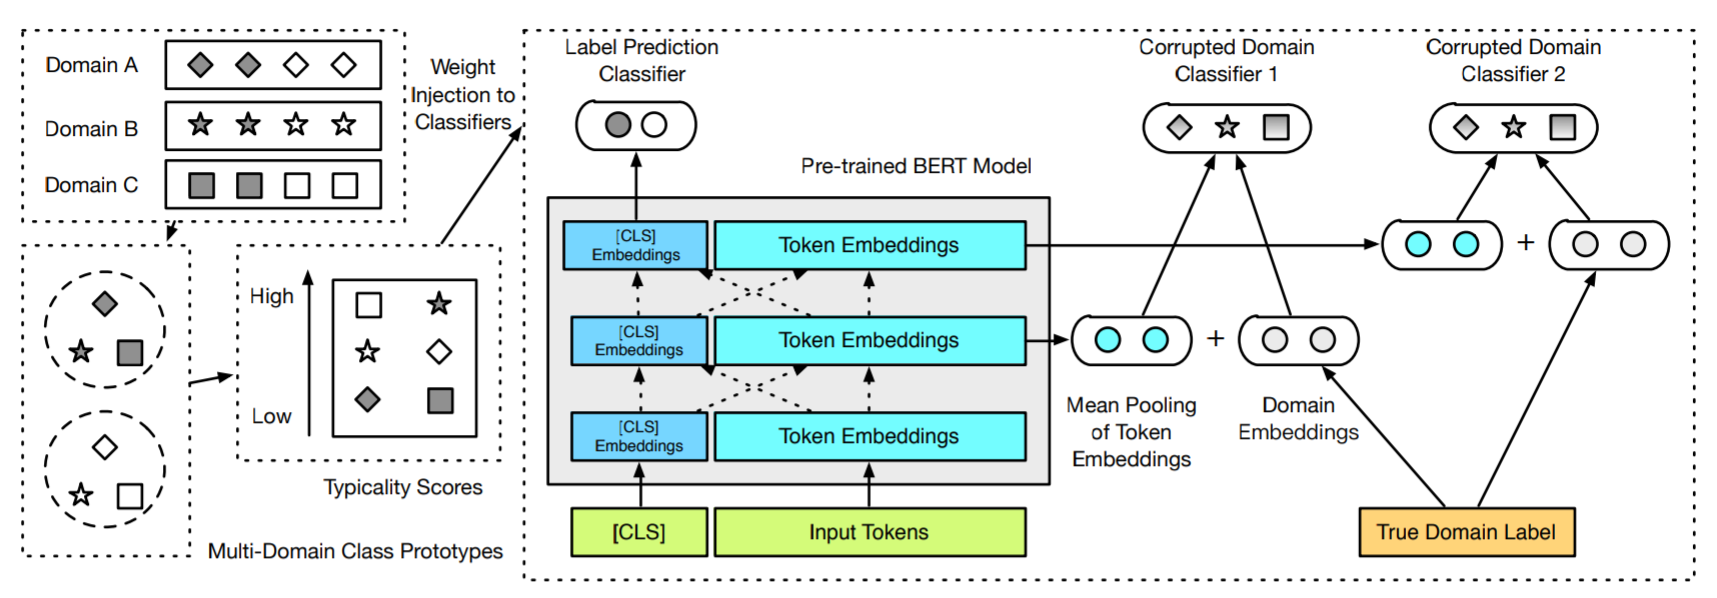 Domain A
Domain B
Domain C
Weight
Injection to
Classifiers
High
Low
Typicality Scores
Multi-Domain Class Prototypes
Label Prediction
Classifier
Pre-trained BERT Model
[CLS]
Embeddings
Token Embeddings
[CLS]
Embeddings
Token Embeddings
[CLS]
Embeddings
Token Embeddings
[CLS]
Input Tokens
Corrupted Domain
Classifier 1
Corrupted Domain
Classifier 2
+
+
Mean Pooling
of Token
Embeddings
Domain
Embeddings
True Domain Label